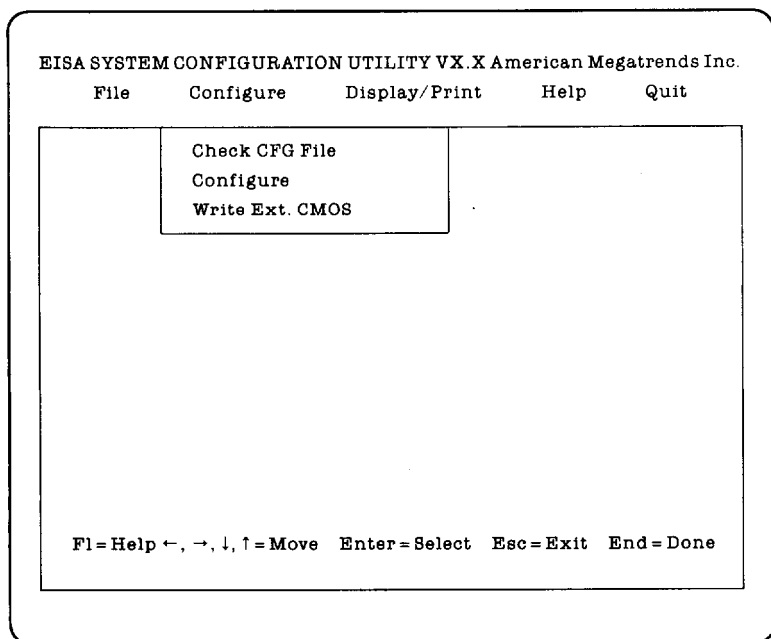 EISA SYSTEM CONFIGURATION UTILITY VX.X American Megatrends Inc.
File Configure Display/Print Help Quit
Check CFG File
Configure
Write Ext. CMOS
F1=Help ←, →, ↓, ↑=Move Enter=Select Esc=Exit End=Done